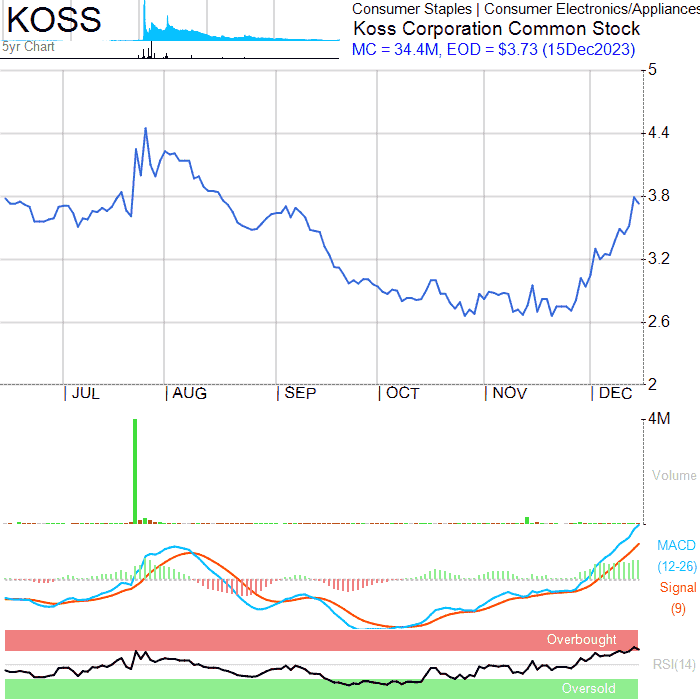 KOSS
5yr Chart
Consumer Staples | Consumer Electronics/Appliances
Koss Corporation Common Stock
MC = 34.4M, EOD = $3.73 (15Dec2023)
5
4.4
3.8
3.2
2.6
2
JUL
AUG
SEP
OCT
NOV
DEC
4M
Volume
MACD
(12-26)
Signal
(9)
Overbought
RSI(14)
Oversold